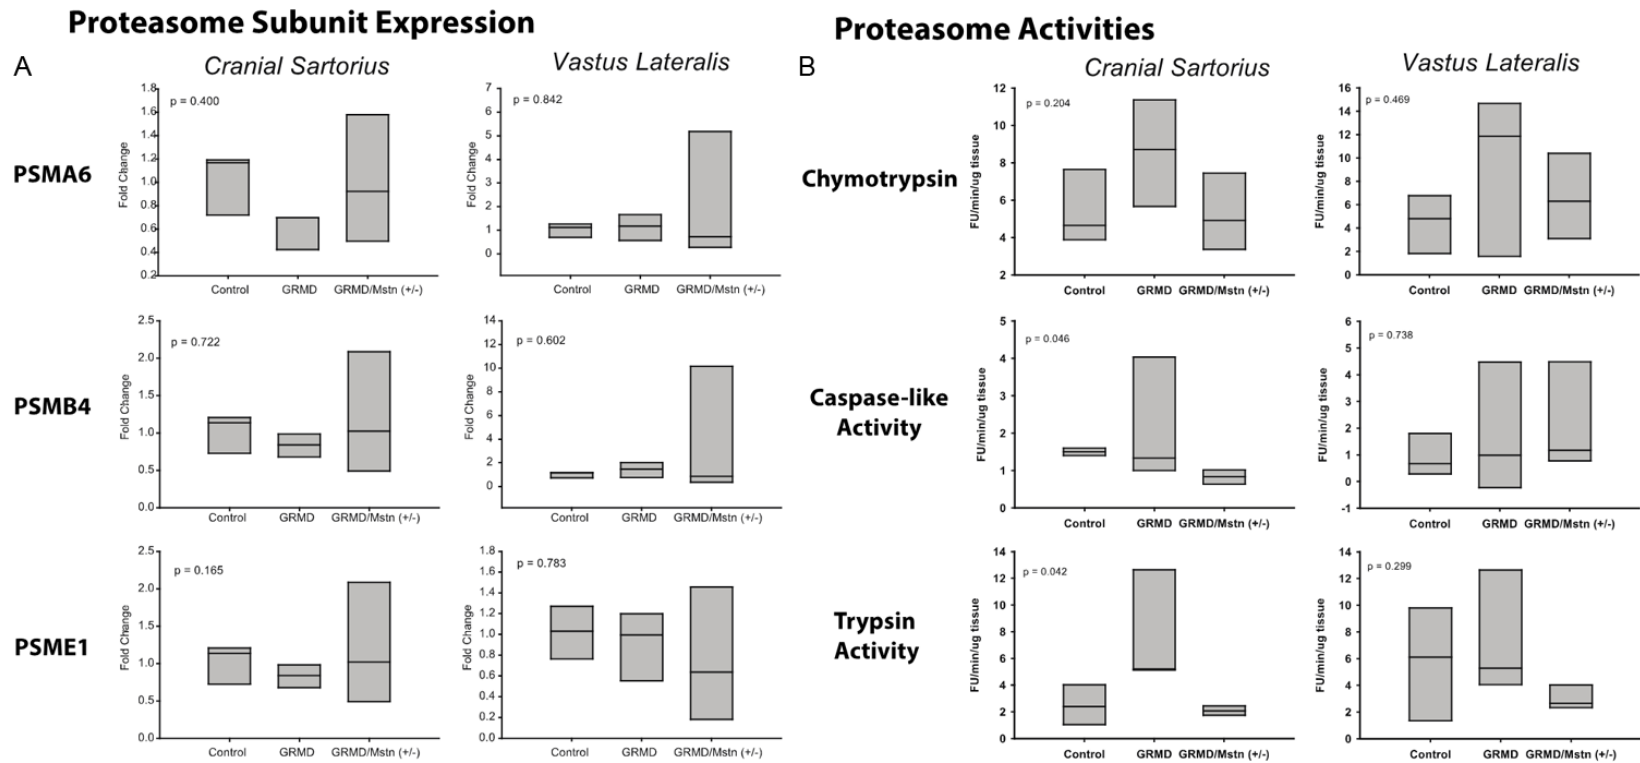 Proteasome Subunit Expression
Proteasome Activities
A
Cranial Sartorius
Vastus Lateralis
B
Cranial Sartorius
Vastus Lateralis
PSMA6
Fold Change
1.8
1.6
1.4
1.2
1.0
0.8
0.6
0.4
0.2
p = 0.400
Control
GRMD
GRMD/Mstn (+/-)
Fold Change
7
6
5
4
3
2
1
0
p = 0.842
Control
GRMD
GRMD/Mstn (+/-)
Chymotrypsin
FU/min/ug tissue
12
10
8
6
4
2
p = 0.204
Control
GRMD
GRMD/Mstn (+/-)
FU/min/ug tissue
16
14
12
10
8
6
4
2
0
p = 0.469
Control
GRMD
GRMD/Mstn (+/-)
PSMB4
Fold Change
2.5
2.0
1.5
1.0
0.5
0.0
p = 0.722
Control
GRMD
GRMD/Mstn (+/-)
Fold Change
14
12
10
8
6
4
2
0
p = 0.602
Control
GRMD
GRMD/Mstn (+/-)
Caspase-like
Activity
FU/min/ug tissue
5
4
3
2
1
0
p = 0.046
Control
GRMD
GRMD/Mstn (+/-)
FU/min/ug tissue
6
5
4
3
2
1
0
-1
p = 0.738
Control
GRMD
GRMD/Mstn (+/-)
PSME1
Fold Change
2.5
2.0
1.5
1.0
0.5
0.0
p = 0.165
Control
GRMD
GRMD/Mstn (+/-)
Fold Change
1.8
1.6
1.4
1.2
1.0
0.8
0.6
0.4
0.2
0.0
p = 0.783
Control
GRMD
GRMD/Mstn (+/-)
Trypsin
Activity
FU/min/ug tissue
14
12
10
8
6
4
2
0
p = 0.042
Control
GRMD
GRMD/Mstn (+/-)
FU/min/ug tissue
14
12
10
8
6
4
2
0
p = 0.299
Control
GRMD
GRMD/Mstn (+/-)